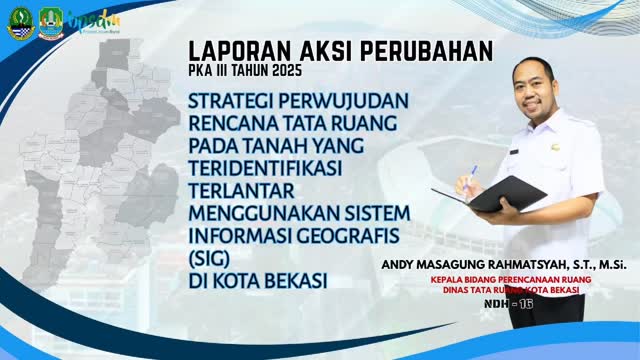 bpsdm
LAPORAN AKSI PERUBAHAN
PKA III TAHUN 2025
STRATEGI PERWUJUDAN
RENCANA TATA RUANG
PADA TANAH YANG
TERIDENTIFIKASI
TERLANTAR
MENGGUNAKAN SISTEM
INFORMASI GEOGRAFIS
(SIG)
DI KOTA BEKASI
ANDY MASAGUNG RAHMATSYAH, S.T., M.Si.
KEPALA BIDANG PERENCANAAN RUANG
DINAS TATA RUANG KOTA BEKASI
NDH - 16